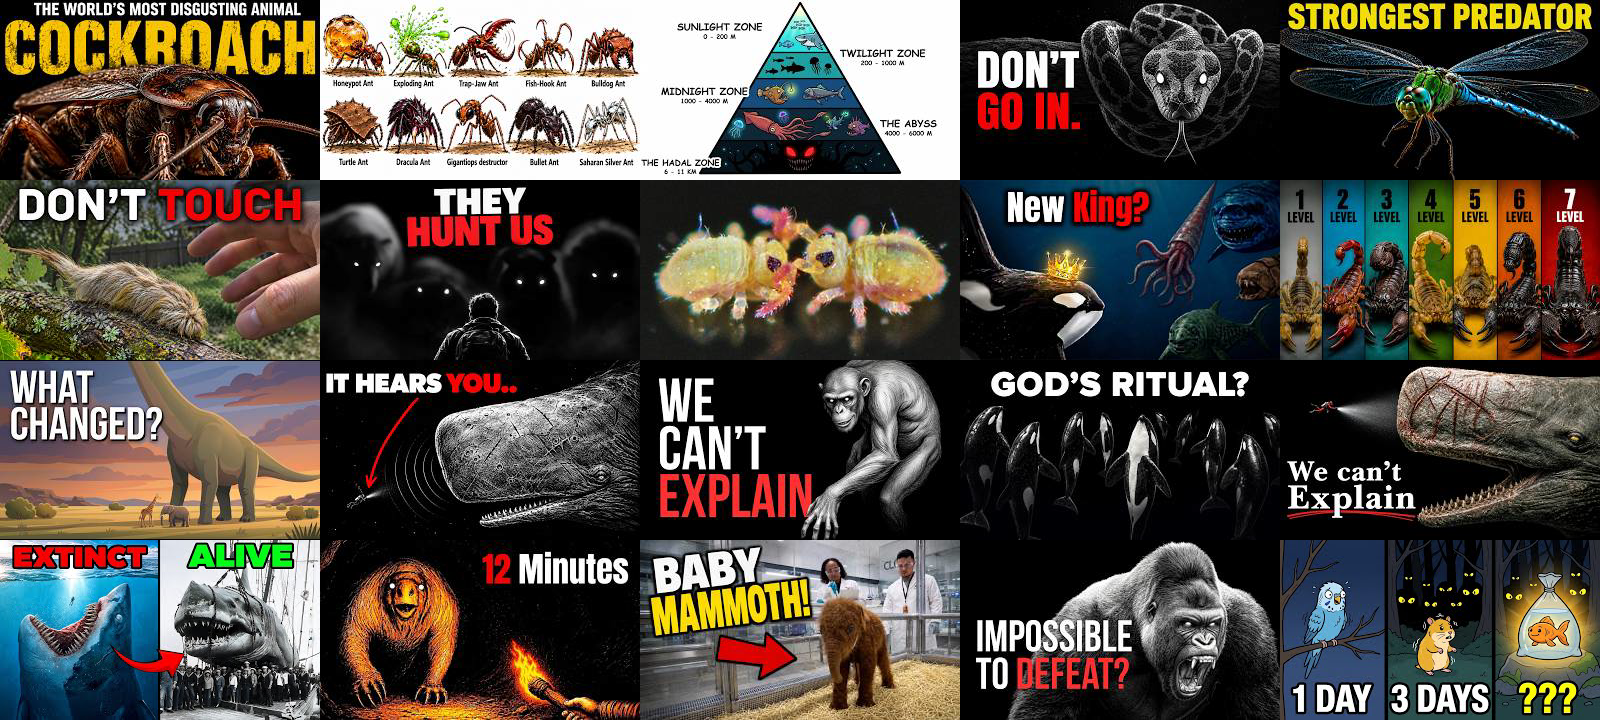 THE WORLD'S MOST DISGUSTING ANIMAL
COCKROACH
Honeypot Ant
Exploding Ant
Trap-Jaw Ant
Fish-Hook Ant
Bulldog Ant
Turtle Ant
Dracula Ant
Gigantiops destructor
Bullet Ant
Saharan Silver Ant
SUNLIGHT ZONE
0 - 200 M
TWILIGHT ZONE
200 - 1000 M
MIDNIGHT ZONE
1000 - 4000 M
THE ABYSS
4000 - 6000 M
THE HADAL ZONE
6 - 11 KM
DON'T
GO IN.
STRONGEST PREDATOR
DON'T TOUCH
THEY
HUNT US
New King?
1
LEVEL
2
LEVEL
3
LEVEL
4
LEVEL
5
LEVEL
6
LEVEL
7
LEVEL
WHAT
CHANGED?
IT HEARS YOU..
WE
CAN'T
EXPLAIN
GOD'S RITUAL?
We can't
Explain
EXTINCT
ALIVE
12 Minutes
BABY
MAMMOTH!
IMPOSSIBLE
TO DEFEAT?
1 DAY
3 DAYS
???